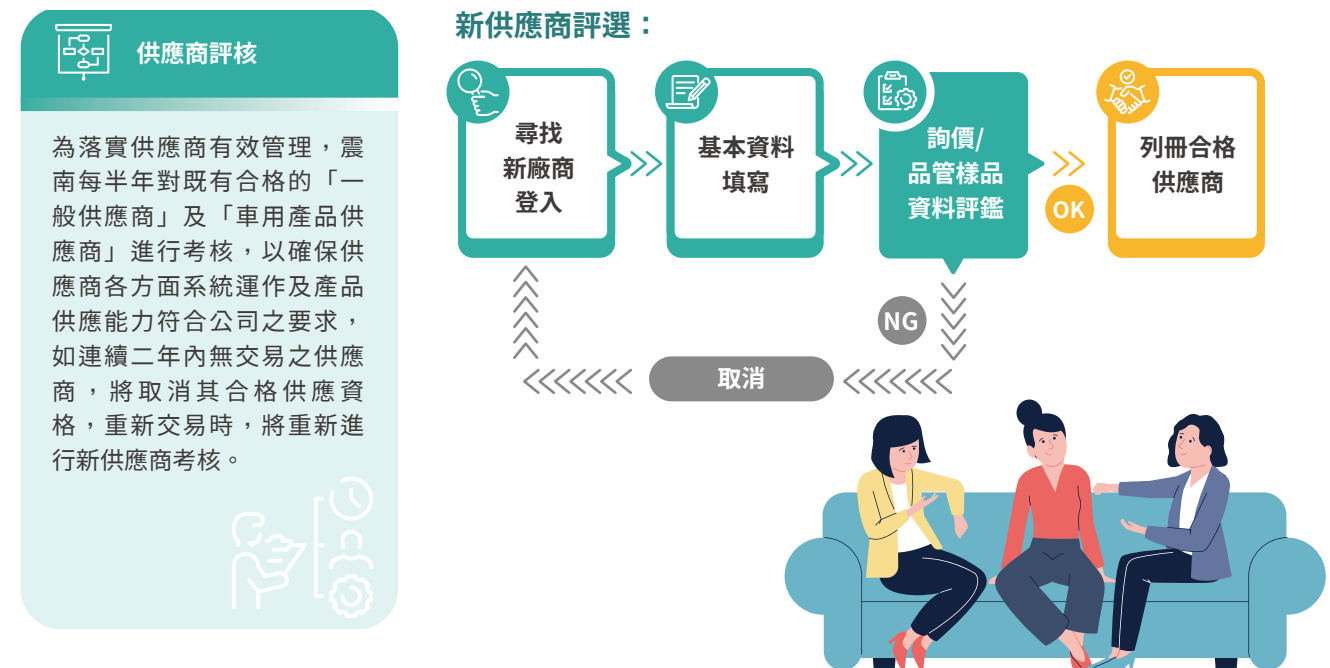 供應商評核
為落實供應商有效管理，震
南每半年對既有合格的「一
般供應商」及「車用產品供
應商」進行考核，以確保供
應商各方面系統運作及產品
供應能力符合公司之要求，
如連續二年內無交易之供應
商，將取消其合格供應資
格，重新交易時，將重新進
行新供應商考核。
新供應商評選：
尋找
新廠商
登入
基本資料
填寫
詢價/
品管樣品
資料評鑑
OK
列冊合格
供應商
NG
取消